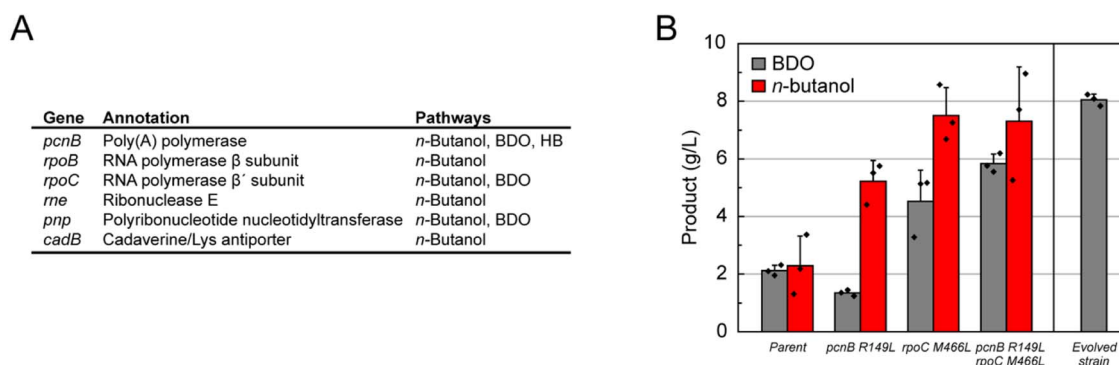 A
Gene Annotation Pathways
pcnB Poly(A) polymerase n-Butanol, BDO, HB
rpoB RNA polymerase β subunit n-Butanol
rpoC RNA polymerase β´ subunit n-Butanol, BDO
rne Ribonuclease E n-Butanol
pnp Polyribonucleotide nucleotidyltransferase n-Butanol, BDO
cadB Cadaverine/Lys antiporter n-Butanol
B
Product (g/L)
10
8
6
4
2
0
BDO
n-butanol
Parent
pcnB R149L
rpoC M466L
pcnB R149L
rpoC M466L
Evolved
strain